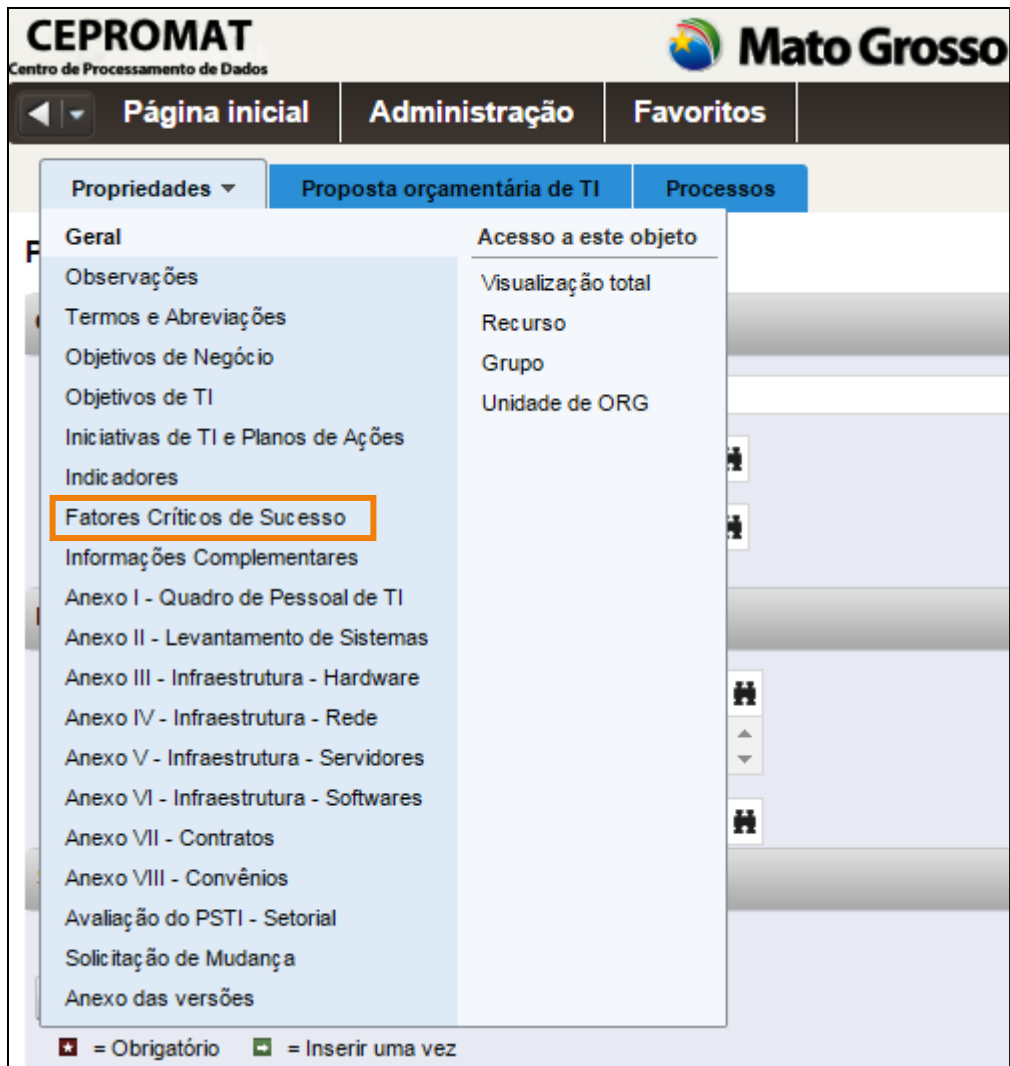 CEPROMAT
Centro de Processamento de Dados
Mato Grosso
Página inicial
Administração
Favoritos
Propriedades
Proposta orçamentária de TI
Processos
Geral
Observações
Termos e Abreviações
Objetivos de Negócio
Objetivos de TI
Iniciativas de TI e Planos de Ações
Indicadores
Fatores Críticos de Sucesso
Informações Complementares
Anexo I - Quadro de Pessoal de TI
Anexo II - Levantamento de Sistemas
Anexo III - Infraestrutura - Hardware
Anexo IV - Infraestrutura - Rede
Anexo V - Infraestrutura - Servidores
Anexo VI - Infraestrutura - Softwares
Anexo VII - Contratos
Anexo VIII - Convênios
Avaliação do PSTI - Setorial
Solicitação de Mudança
Anexo das versões
Acesso a este objeto
Visualização total
Recurso
Grupo
Unidade de ORG
= Obrigatório
= Inserir uma vez